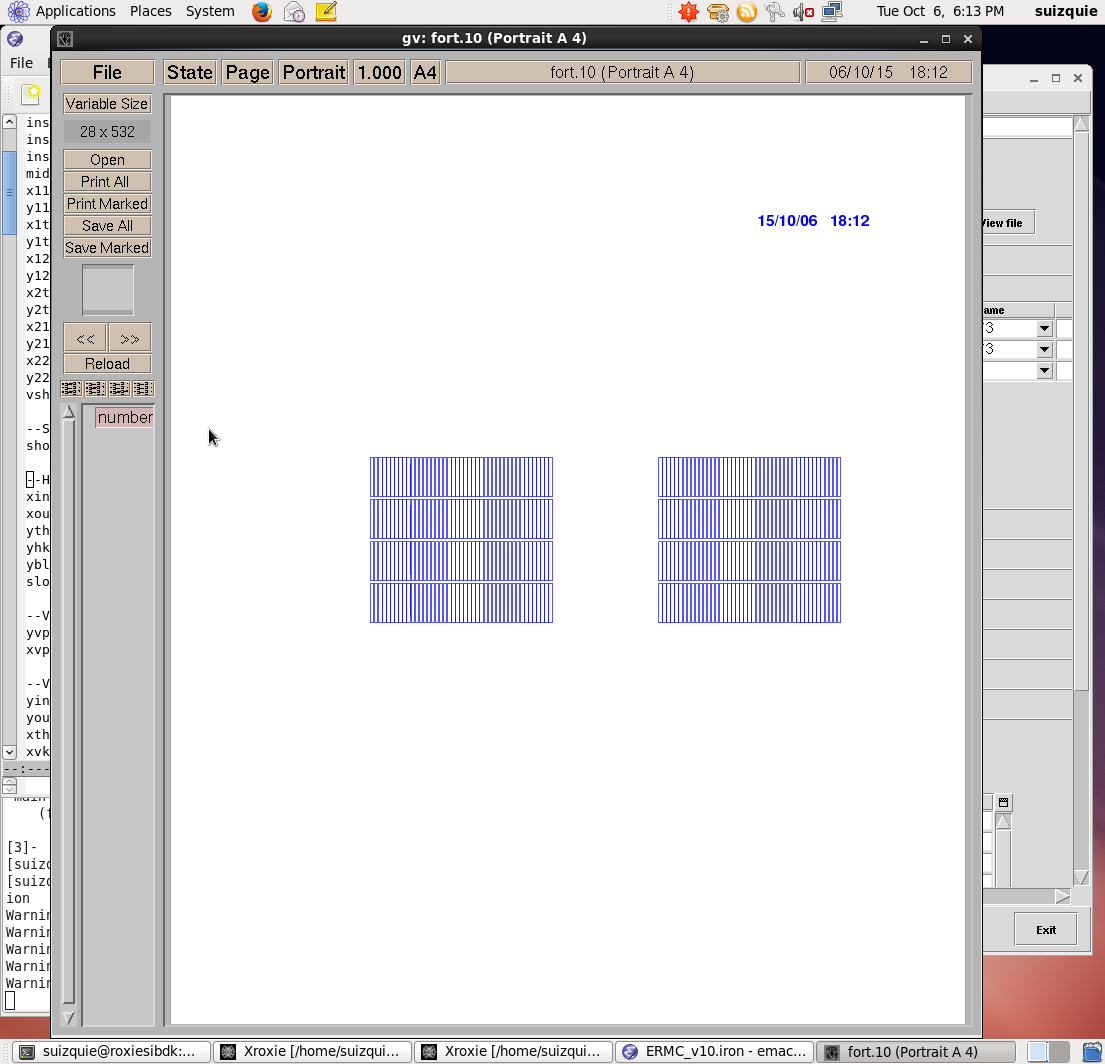 Applications Places System Tue Oct 6, 6:13 PM suizquie
gv: fort.10 (Portrait A 4)
File
File State Page Portrait 1.000 A4 fort.10 (Portrait A 4) 06/10/15 18:12
Variable Size
28 x 532
Open
Print All
Print Marked
Save All
Save Marked
<< >>
Reload
number
15/10/06 18:12
ins
ins
ins
mid
x11
y11
x1t
y1t
x12
y12
x2t
y2t
x21
y21
x22
y22
vsh
--S
sho
--H
xin
xou
yth
yhk
ybl
slo
--V
yvp
xvp
--V
yin
you
xth
xvk
--:---
(f
[3]-
[suizo
[suizo
ion
Warnin
Warnin
Warnin
Warnin
Warnin
View file
ame
3
3
Exit
suizquie@roxiesibdk:... Xroxie [/home/suizqui... Xroxie [/home/suizqui... ERMC_v10.iron - emac... fort.10 (Portrait A 4)